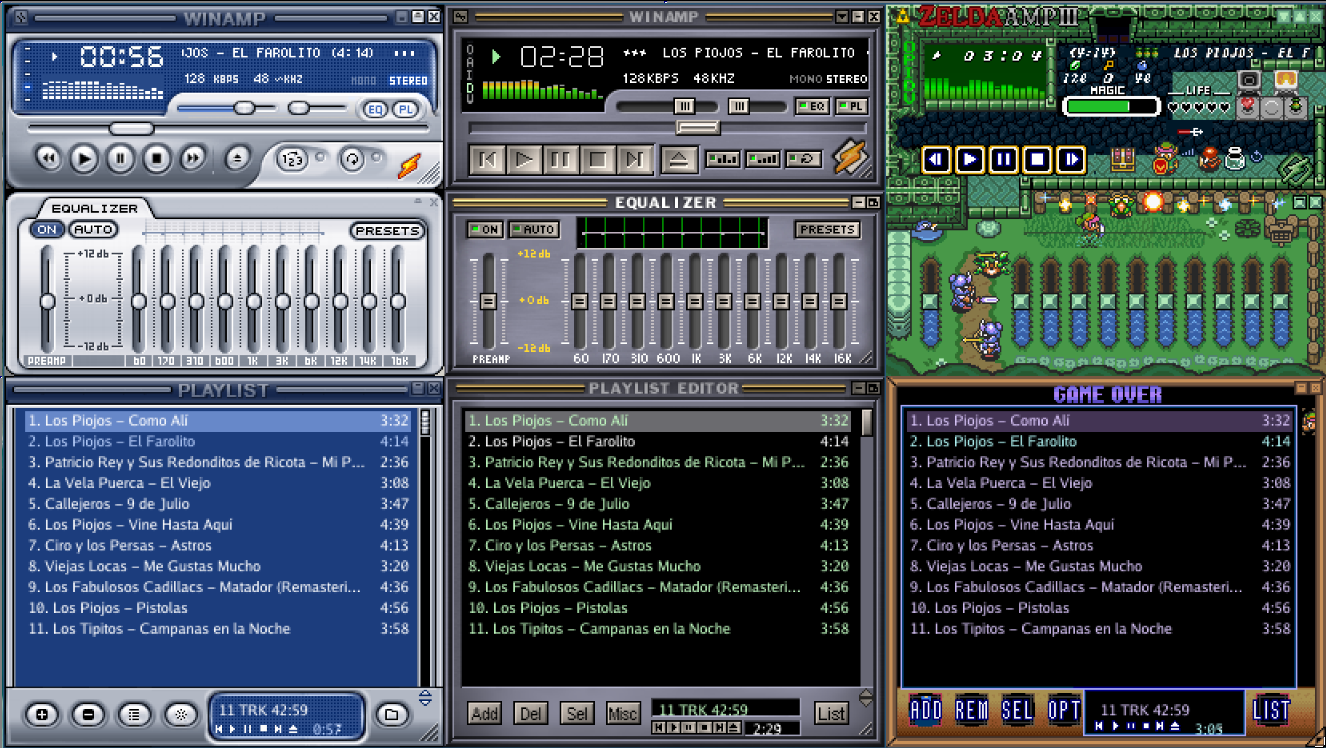 WINAMP
00:56
IJOS - EL FAROLITO (4:14) ***
128 KBPS 48 KHZ
MONO STEREO
EQ PL
123
EQUALIZER
ON AUTO PRESETS
+12db
+0db
-12db
PREAMP 60 170 310 600 1K 3K 6K 12K 14K 16K
PLAYLIST
1. Los Piojos – Como Alí 3:32
2. Los Piojos – El Farolito 4:14
3. Patricio Rey y Sus Redonditos de Ricota – Mi P... 2:36
4. La Vela Puerca – El Viejo 3:08
5. Callejeros – 9 de Julio 3:47
6. Los Piojos – Vine Hasta Aquí 4:39
7. Ciro y los Persas – Astros 4:13
8. Viejas Locas – Me Gustas Mucho 3:20
9. Los Fabulosos Cadillacs – Matador (Remasteri... 4:36
10. Los Piojos – Pistolas 4:56
11. Los Tipitos – Campanas en la Noche 3:58
11 TRK 42:59
0:57
WINAMP
OAIDV
2:28
*** LOS PIOJOS - EL FAROLITO
128KBPS 48KHZ MONO STEREO
EQ PL
EQUALIZER
ON AUTO PRESETS
+12db
+0db
-12db
PREAMP 60 170 310 600 1K 3K 6K 12K 14K 16K
PLAYLIST EDITOR
1. Los Piojos – Como Alí 3:32
2. Los Piojos – El Farolito 4:14
3. Patricio Rey y Sus Redonditos de Ricota – Mi P... 2:36
4. La Vela Puerca – El Viejo 3:08
5. Callejeros – 9 de Julio 3:47
6. Los Piojos – Vine Hasta Aquí 4:39
7. Ciro y los Persas – Astros 4:13
8. Viejas Locas – Me Gustas Mucho 3:20
9. Los Fabulosos Cadillacs – Matador (Remasteri... 4:36
10. Los Piojos – Pistolas 4:56
11. Los Tipitos – Campanas en la Noche 3:58
Add Del Sel Misc
11 TRK 42:59
2:29
List
ZELDA AMP III
3:04
(4:14)
LOS PIOJOS - EL F
128 48
MAGIC
LIFE
GAME OVER
1. Los Piojos – Como Alí 3:32
2. Los Piojos – El Farolito 4:14
3. Patricio Rey y Sus Redonditos de Ricota – Mi P... 2:36
4. La Vela Puerca – El Viejo 3:08
5. Callejeros – 9 de Julio 3:47
6. Los Piojos – Vine Hasta Aquí 4:39
7. Ciro y los Persas – Astros 4:13
8. Viejas Locas – Me Gustas Mucho 3:20
9. Los Fabulosos Cadillacs – Matador (Remasteri... 4:36
10. Los Piojos – Pistolas 4:56
11. Los Tipitos – Campanas en la Noche 3:58
ADD REM SEL OPT
11 TRK 42:59
3:05
LIST